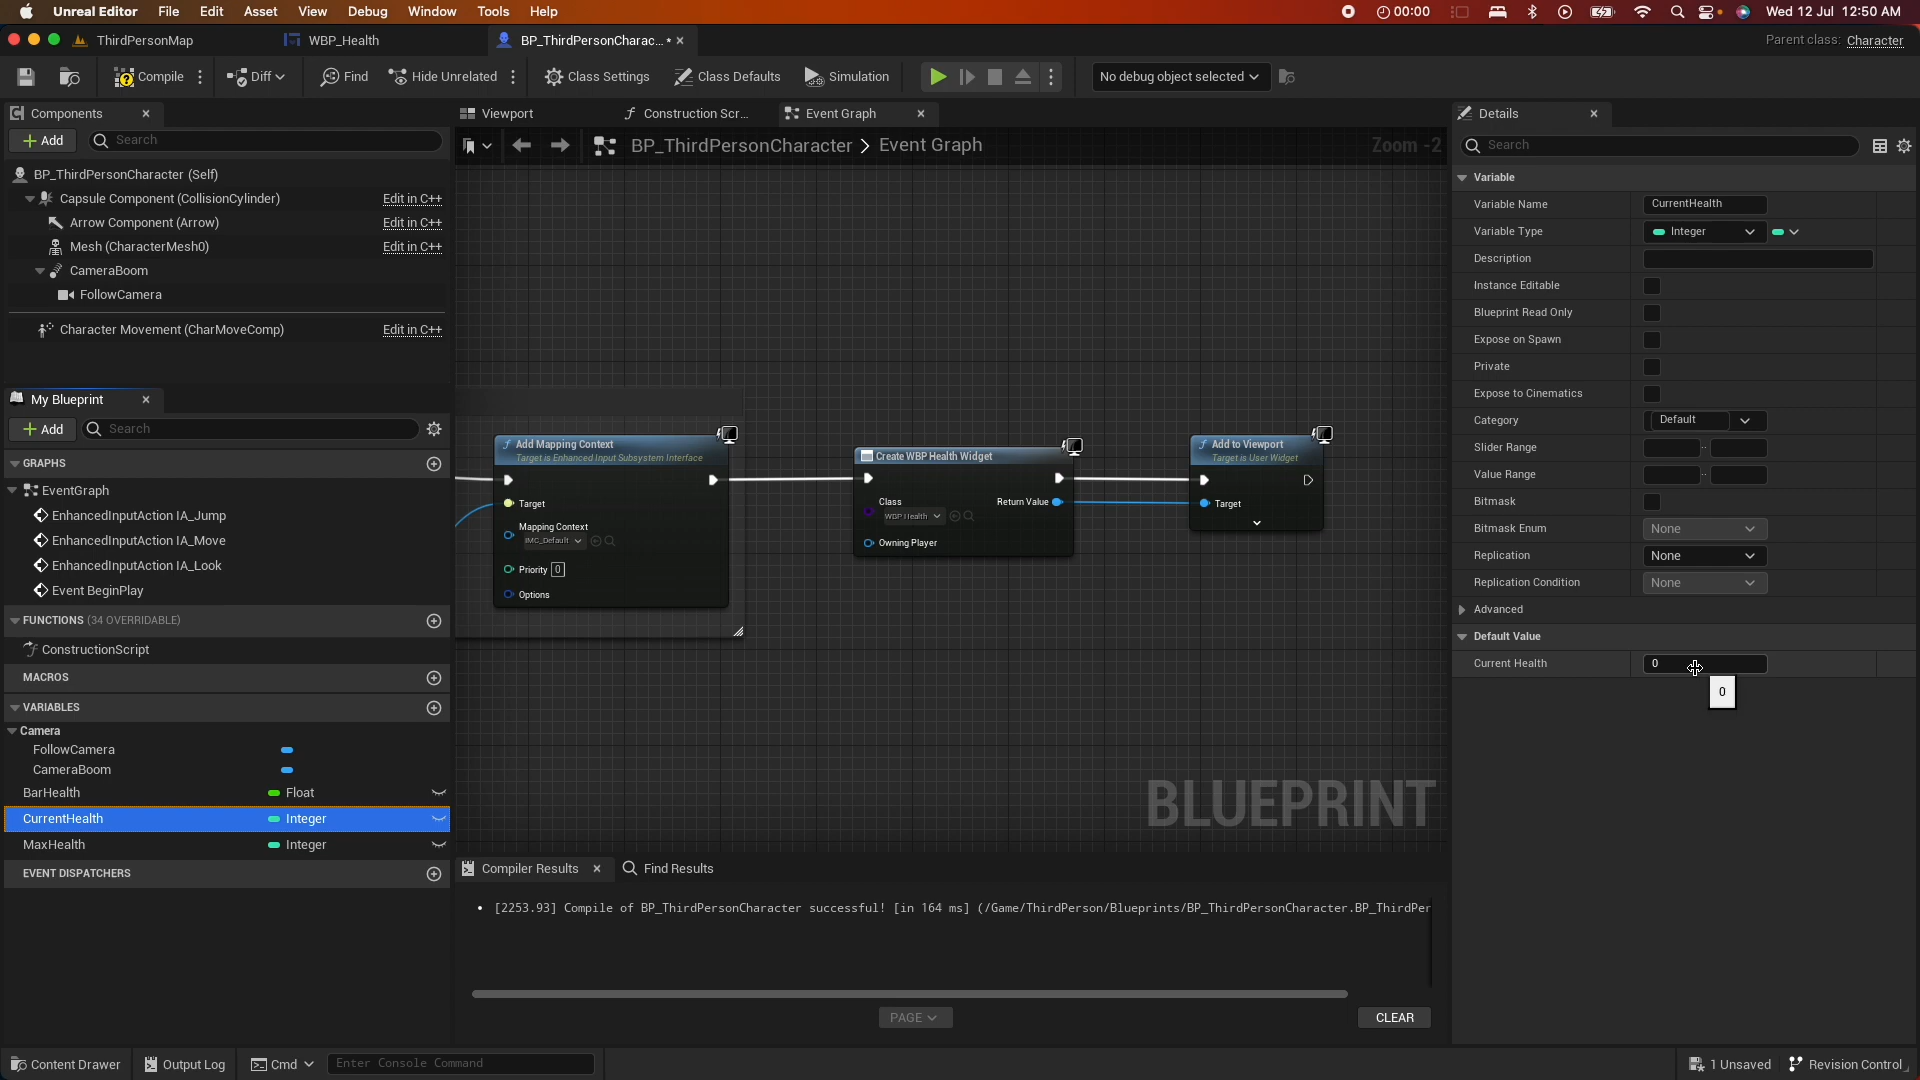 Unreal Editor File Edit Asset View Debug Window Tools Help 00:00 Wed 12 Jul 12:50 AM
ThirdPersonMap WBP_Health BP_ThirdPersonCharac... • Parent class: Character
Compile Diff Find Hide Unrelated Class Settings Class Defaults Simulation No debug object selected
Components Viewport Construction Scr... Event Graph Details
Add Search BP_ThirdPersonCharacter > Event Graph Zoom -2 Search
BP_ThirdPersonCharacter (Self)
Capsule Component (CollisionCylinder) Edit in C++
Arrow Component (Arrow) Edit in C++
Mesh (CharacterMesh0) Edit in C++
CameraBoom
FollowCamera
Character Movement (CharMoveComp) Edit in C++
My Blueprint
Add Search
GRAPHS
EventGraph
EnhancedInputAction IA_Jump
EnhancedInputAction IA_Move
EnhancedInputAction IA_Look
Event BeginPlay
FUNCTIONS (34 OVERRIDABLE)
ConstructionScript
MACROS
VARIABLES
Camera
FollowCamera
CameraBoom
BarHealth Float
CurrentHealth Integer
MaxHealth Integer
EVENT DISPATCHERS
Add Mapping Context
Target is Enhanced Input Subsystem Interface
Target
Mapping Context
IMC_Default
Priority 0
Options
Create WBP Health Widget
Class Return Value
WBP Health
Owning Player
Add to Viewport
Target is User Widget
Target
BLUEPRINT
Compiler Results Find Results
• [2253.93] Compile of BP_ThirdPersonCharacter successful! [in 164 ms] (/Game/ThirdPerson/Blueprints/BP_ThirdPersonCharacter.BP_ThirdPer
PAGE CLEAR
Variable
Variable Name CurrentHealth
Variable Type Integer
Description
Instance Editable
Blueprint Read Only
Expose on Spawn
Private
Expose to Cinematics
Category Default
Slider Range
Value Range
Bitmask
Bitmask Enum None
Replication None
Replication Condition None
Advanced
Default Value
Current Health 0
0
Content Drawer Output Log Cmd Enter Console Command 1 Unsaved Revision Control